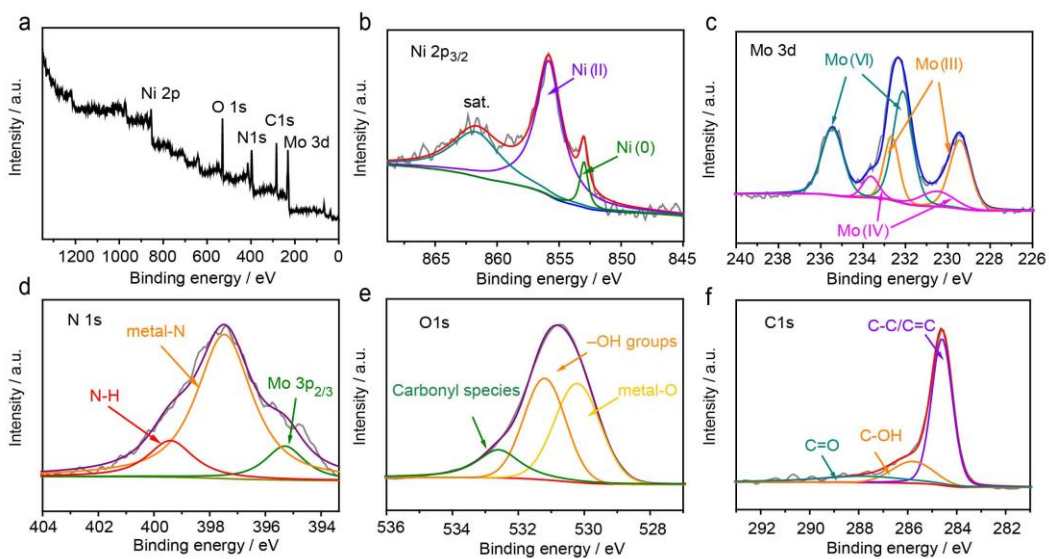 a
Ni 2p
O 1s
N1s
C1s
Mo 3d
Intensity / a.u.
1200 1000 800 600 400 200 0
Binding energy / eV
b
Ni 2p3/2
sat.
Ni (II)
Ni (0)
Intensity / a.u.
865 860 855 850 845
Binding energy / eV
c
Mo 3d
Mo (VI)
Mo (III)
Mo (IV)
Intensity / a.u.
240 238 236 234 232 230 228 226
Binding energy / eV
d
N 1s
metal-N
N-H
Mo 3p2/3
Intensity / a.u.
404 402 400 398 396 394
Binding energy / eV
e
O1s
–OH groups
Carbonyl species
metal-O
Intensity / a.u.
536 534 532 530 528
Binding energy / eV
f
C1s
C-C/C=C
C=O
C-OH
Intensity / a.u.
292 290 288 286 284 282
Binding energy / eV